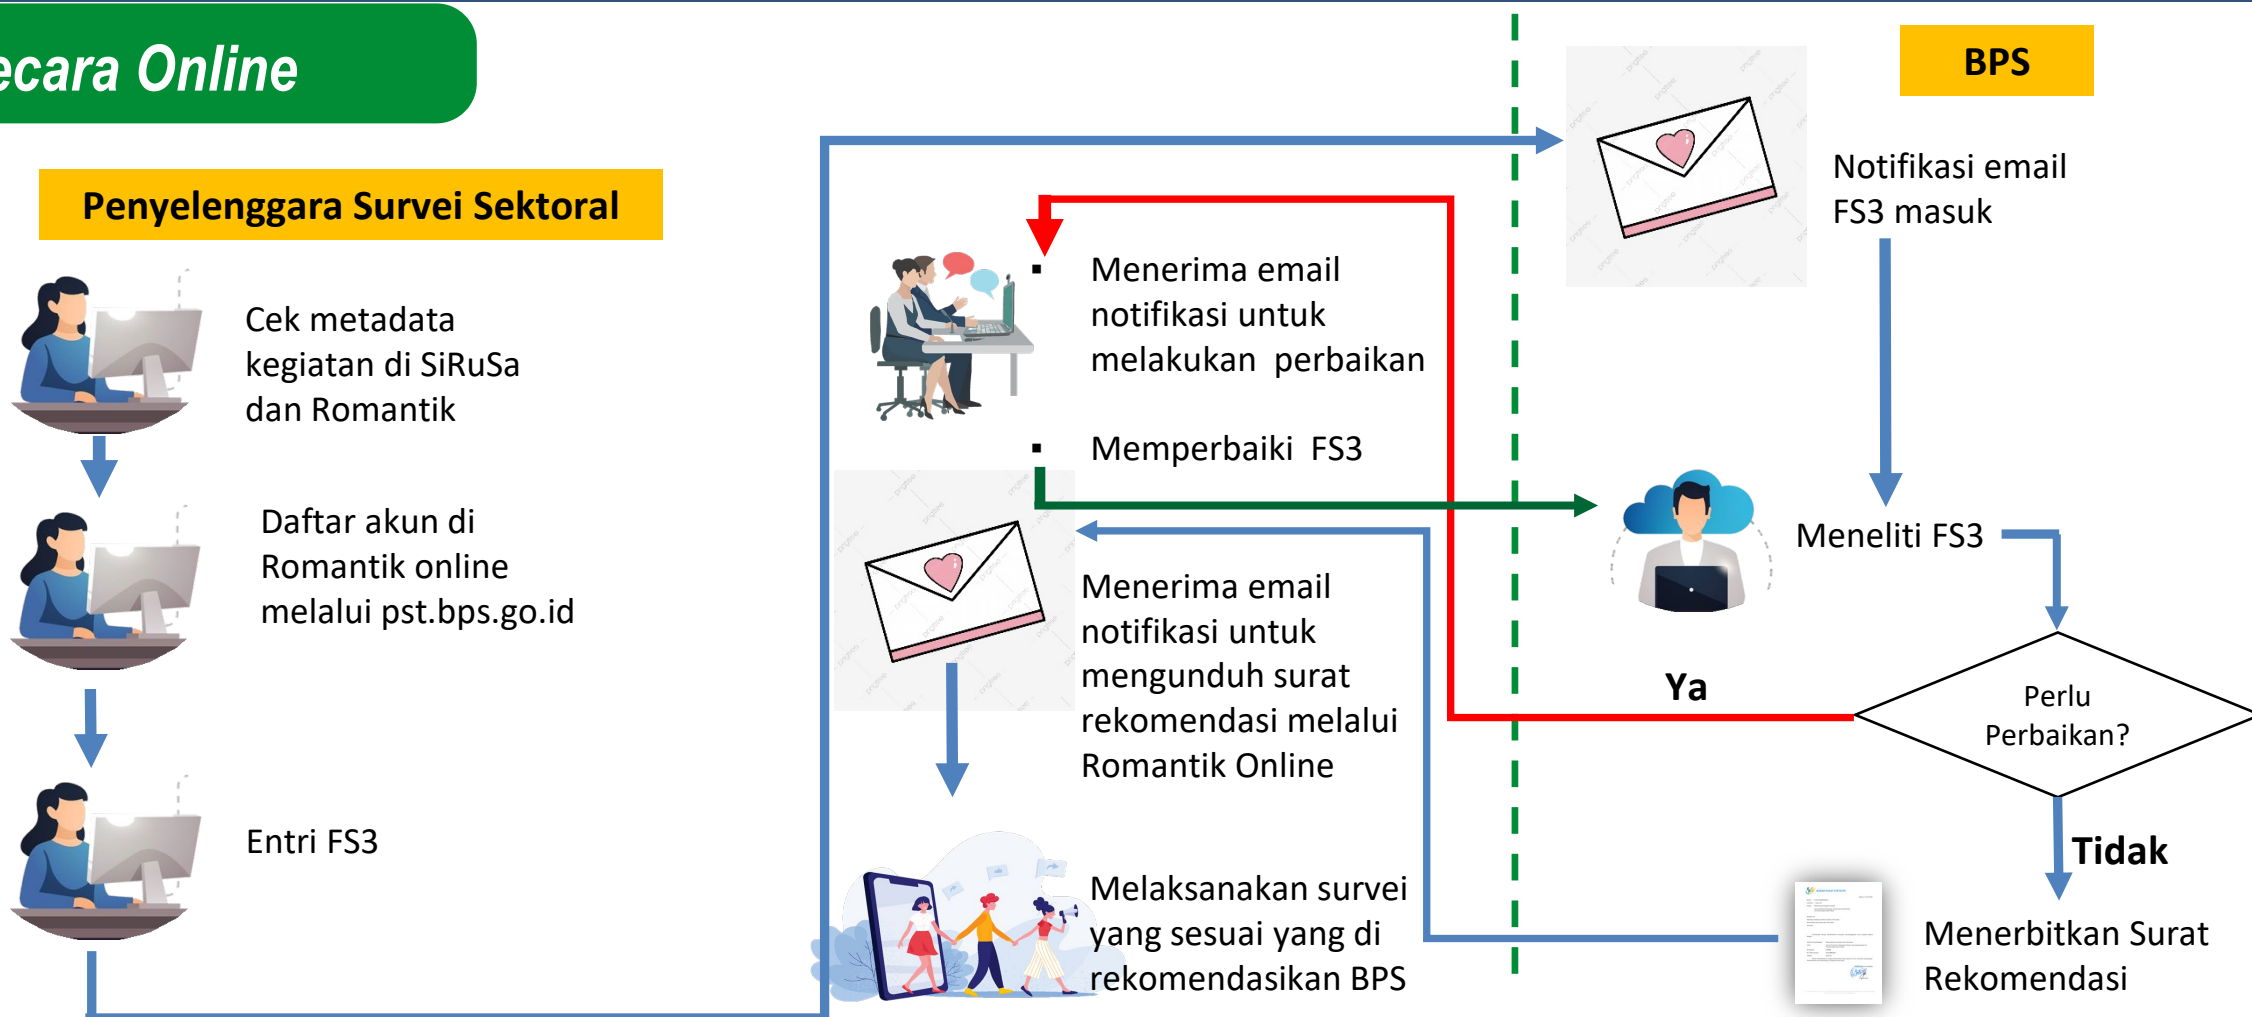 ecara Online
BPS
Penyelenggara Survei Sektoral
Cek metadata
kegiatan di SiRuSa
dan Romantik
Daftar akun di
Romantik online
melalui pst.bps.go.id
Entri FS3
Notifikasi email
FS3 masuk
▪ Menerima email
notifikasi untuk
melakukan perbaikan
▪ Memperbaiki FS3
Meneliti FS3
Perlu
Perbaikan?
Ya
Tidak
Menerbitkan Surat
Rekomendasi
Menerima email
notifikasi untuk
mengunduh surat
rekomendasi melalui
Romantik Online
Melaksanakan survei
yang sesuai yang di
rekomendasikan BPS